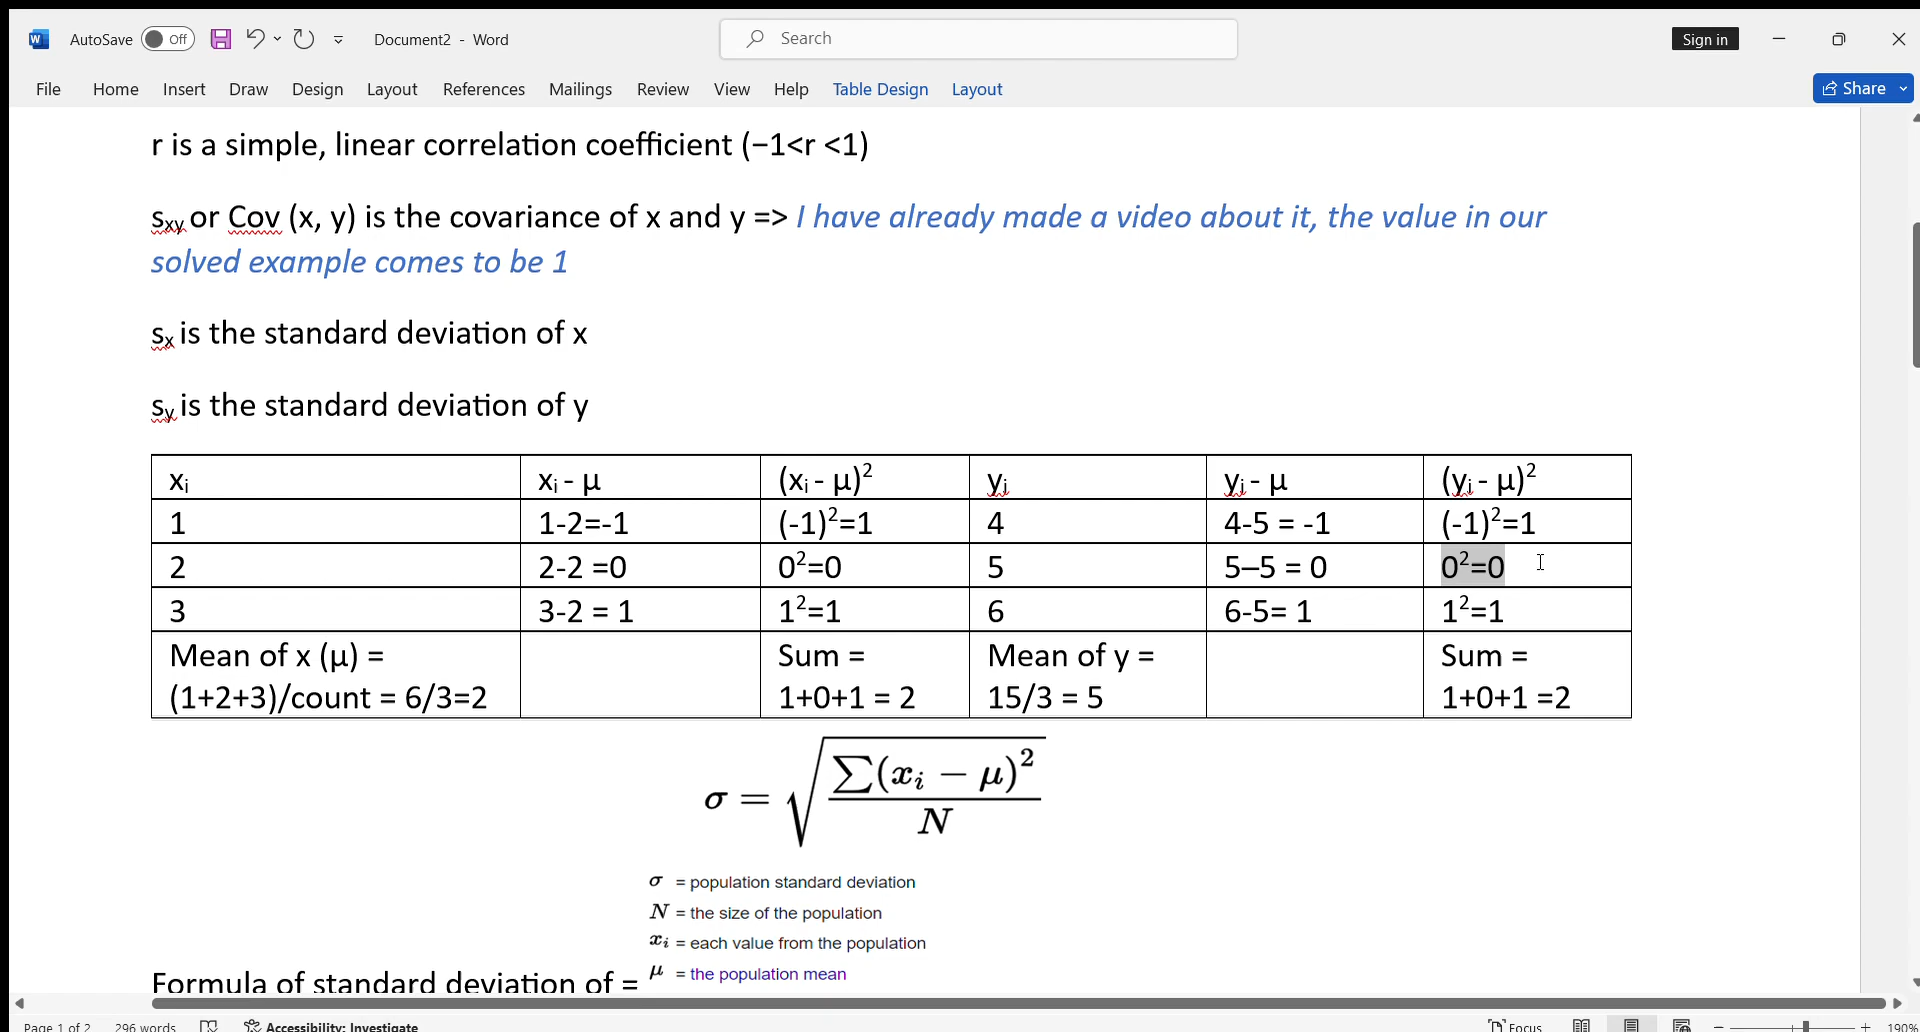 AutoSave Off Document2 - Word Search Sign in
File Home Insert Draw Design Layout References Mailings Review View Help Table Design Layout Share
r is a simple, linear correlation coefficient (−1<r <1)
sxy or Cov (x, y) is the covariance of x and y => I have already made a video about it, the value in our
solved example comes to be 1
sx is the standard deviation of x
sy is the standard deviation of y
xi xi - μ (xi - μ)² yi yi - μ (yi - μ)²
1 1-2=-1 (-1)²=1 4 4-5 = -1 (-1)²=1
2 2-2 =0 0²=0 5 5–5 = 0 0²=0
3 3-2 = 1 1²=1 6 6-5= 1 1²=1
Mean of x (μ) = Sum = Mean of y = Sum =
(1+2+3)/count = 6/3=2 1+0+1 = 2 15/3 = 5 1+0+1 =2
σ = √(∑(xi − μ)² / N)
σ = population standard deviation
N = the size of the population
xi = each value from the population
μ = the population mean
Formula of standard deviation of =
Page 1 of 2 296 words Accessibility: Investigate Focus 190%